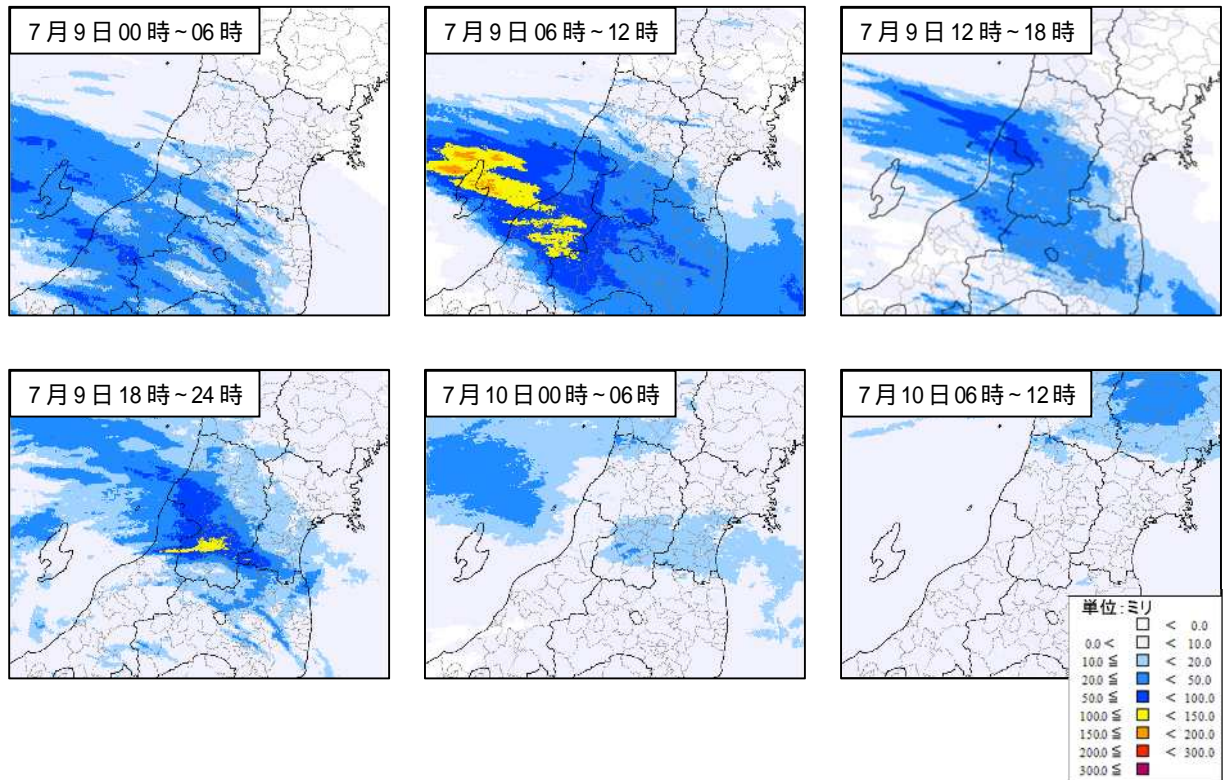 7月9日00時~06時
7月9日06時~12時
7月9日12時~18時
7月9日18時~24時
7月10日00時~06時
7月10日06時~12時
単位:ミリ
< 0.0
0.0 < < 10.0
10.0 ≦ < 20.0
20.0 ≦ < 50.0
50.0 ≦ < 100.0
100.0 ≦ < 150.0
150.0 ≦ < 200.0
200.0 ≦ < 300.0
300.0 ≦